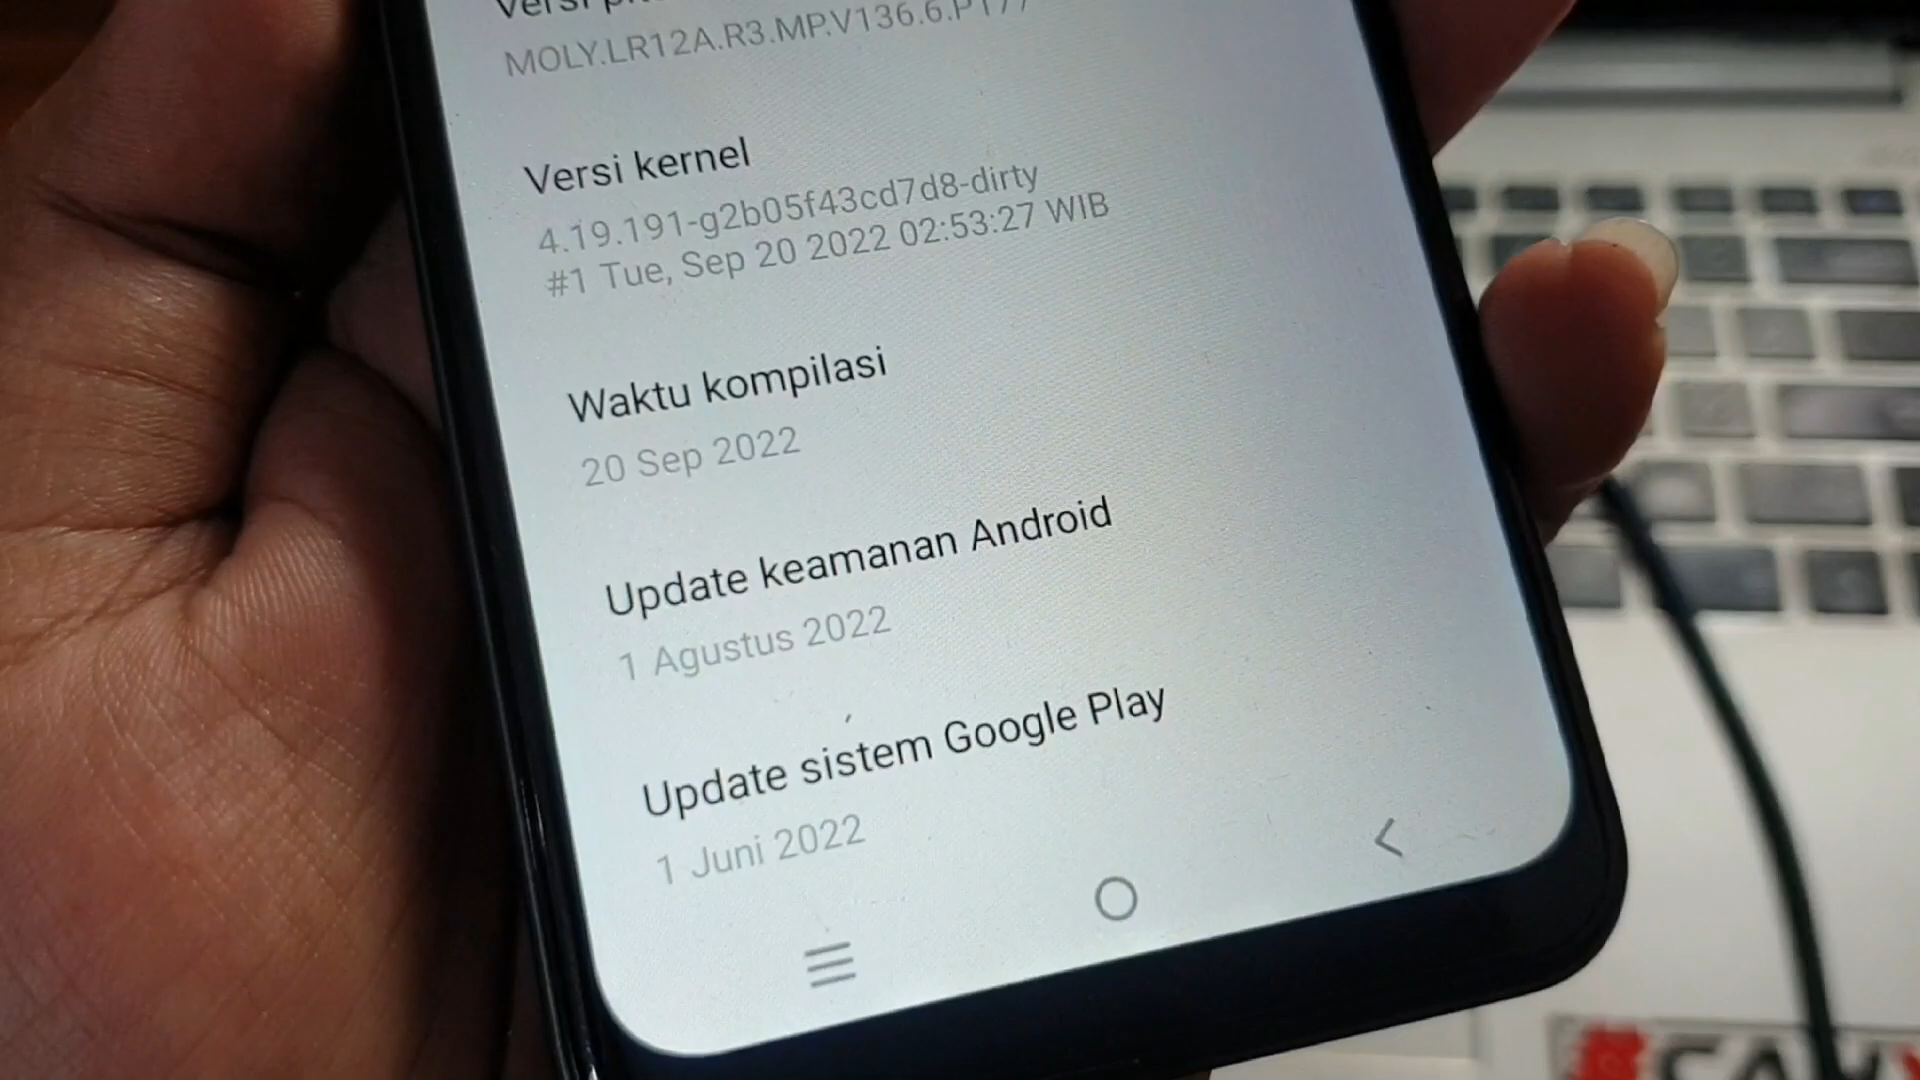 Versi
MOLY.LR12A.R3.MP.V136.6.P177
Versi kernel
4.19.191-g2b05f43cd7d8-dirty
#1 Tue, Sep 20 2022 02:53:27 WIB
Waktu kompilasi
20 Sep 2022
Update keamanan Android
1 Agustus 2022
Update sistem Google Play
1 Juni 2022